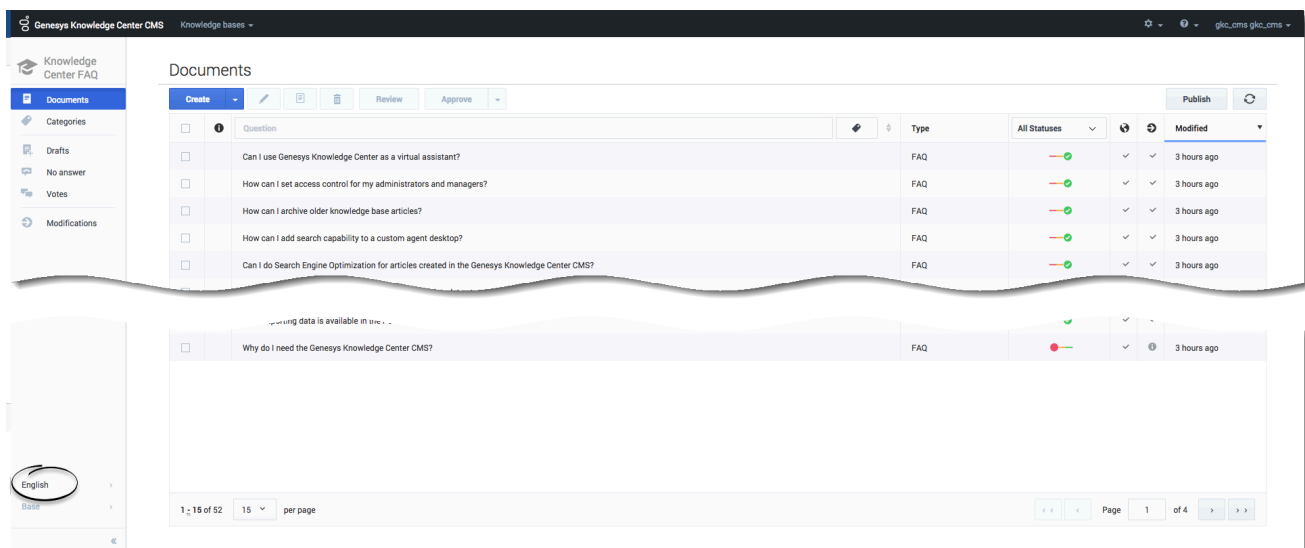 Genesys Knowledge Center CMS Knowledge bases gkc_cms gkc_cms
Knowledge
Center FAQ
Documents
Documents
Create Review Approve Publish
Categories
Question Type All Statuses Modified
Drafts
Can I use Genesys Knowledge Center as a virtual assistant? FAQ 3 hours ago
No answer
How can I set access control for my administrators and managers? FAQ 3 hours ago
Votes
How can I archive older knowledge base articles? FAQ 3 hours ago
Modifications
How can I add search capability to a custom agent desktop? FAQ 3 hours ago
Can I do Search Engine Optimization for articles created in the Genesys Knowledge Center CMS? FAQ 3 hours ago
data is available in the
Why do I need the Genesys Knowledge Center CMS? FAQ 3 hours ago
English
Base
1 - 15 of 52 15 per page Page 1 of 4